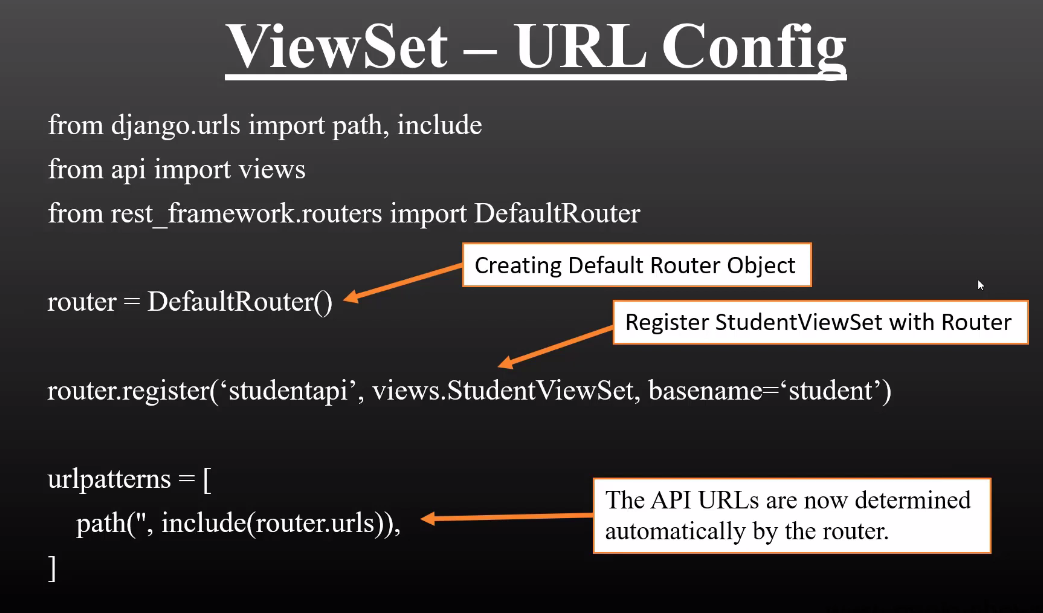 ViewSet – URL Config
from django.urls import path, include
from api import views
from rest_framework.routers import DefaultRouter
Creating Default Router Object
router = DefaultRouter()
Register StudentViewSet with Router
router.register(‘studentapi’, views.StudentViewSet, basename=‘student’)
urlpatterns = [
path('', include(router.urls)),
The API URLs are now determined
automatically by the router.
]